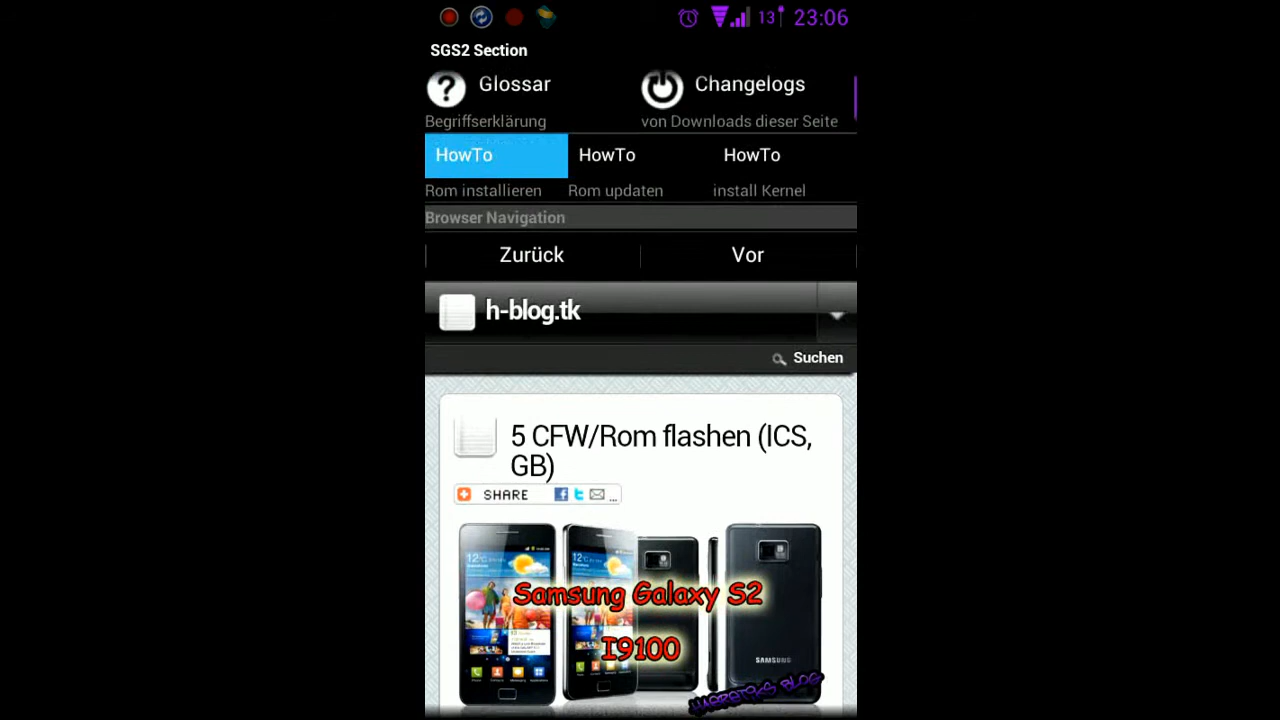 13 23:06
SGS2 Section
Glossar
Changelogs
Begriffserklärung
von Downloads dieser Seite
HowTo
HowTo
HowTo
Rom installieren
Rom updaten
install Kernel
Browser Navigation
Zurück
Vor
h-blog.tk
Suchen
5 CFW/Rom flashen (ICS,
GB)
SHARE ...
Samsung Galaxy S2
I9100
SAMSUNG